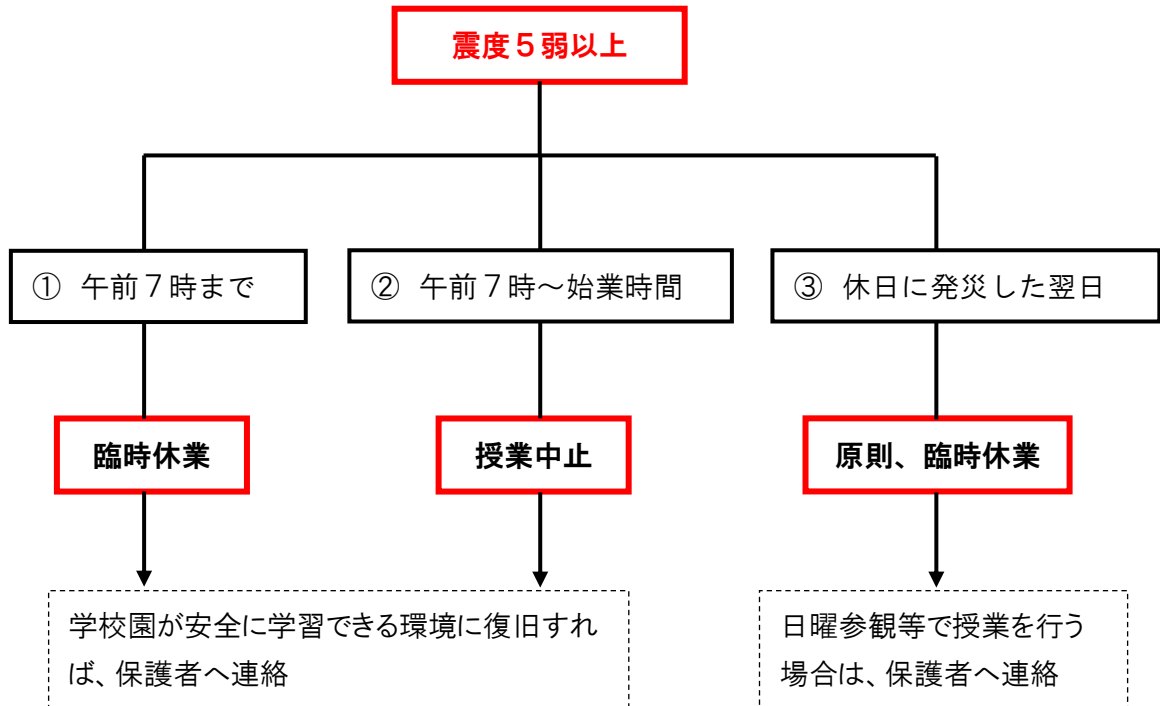 震度５弱以上
① 午前７時まで
② 午前７時～始業時間
③ 休日に発災した翌日
臨時休業
授業中止
原則、臨時休業
学校園が安全に学習できる環境に復旧すれ
ば、保護者へ連絡
日曜参観等で授業を行う
場合は、保護者へ連絡